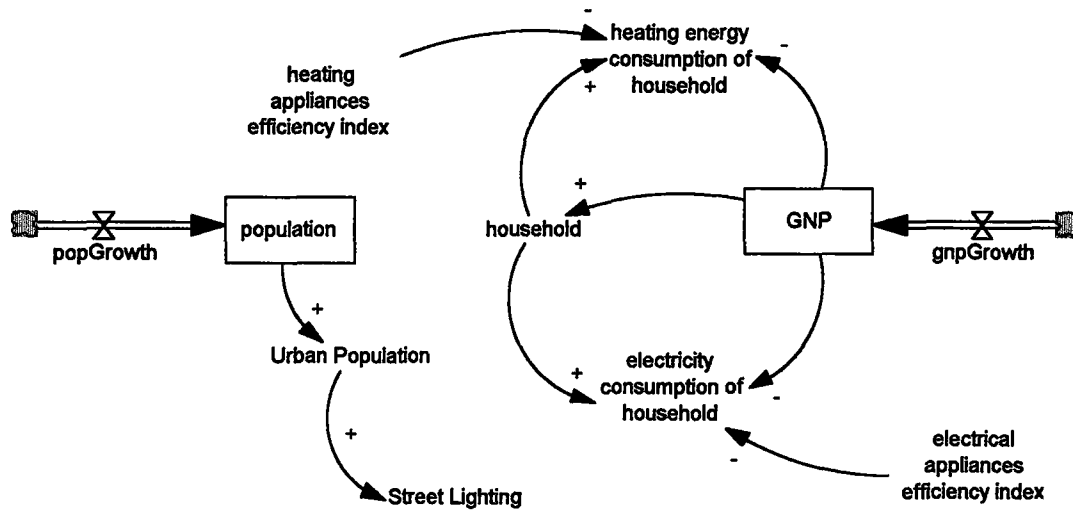 -
heating energy
consumption of
household
-
+
heating
appliances
efficiency index
popGrowth
population
+
household
GNP
gnpGrowth
+
Urban Population
+
Street Lighting
+
electricity
consumption of
household
-
-
electrical
appliances
efficiency index